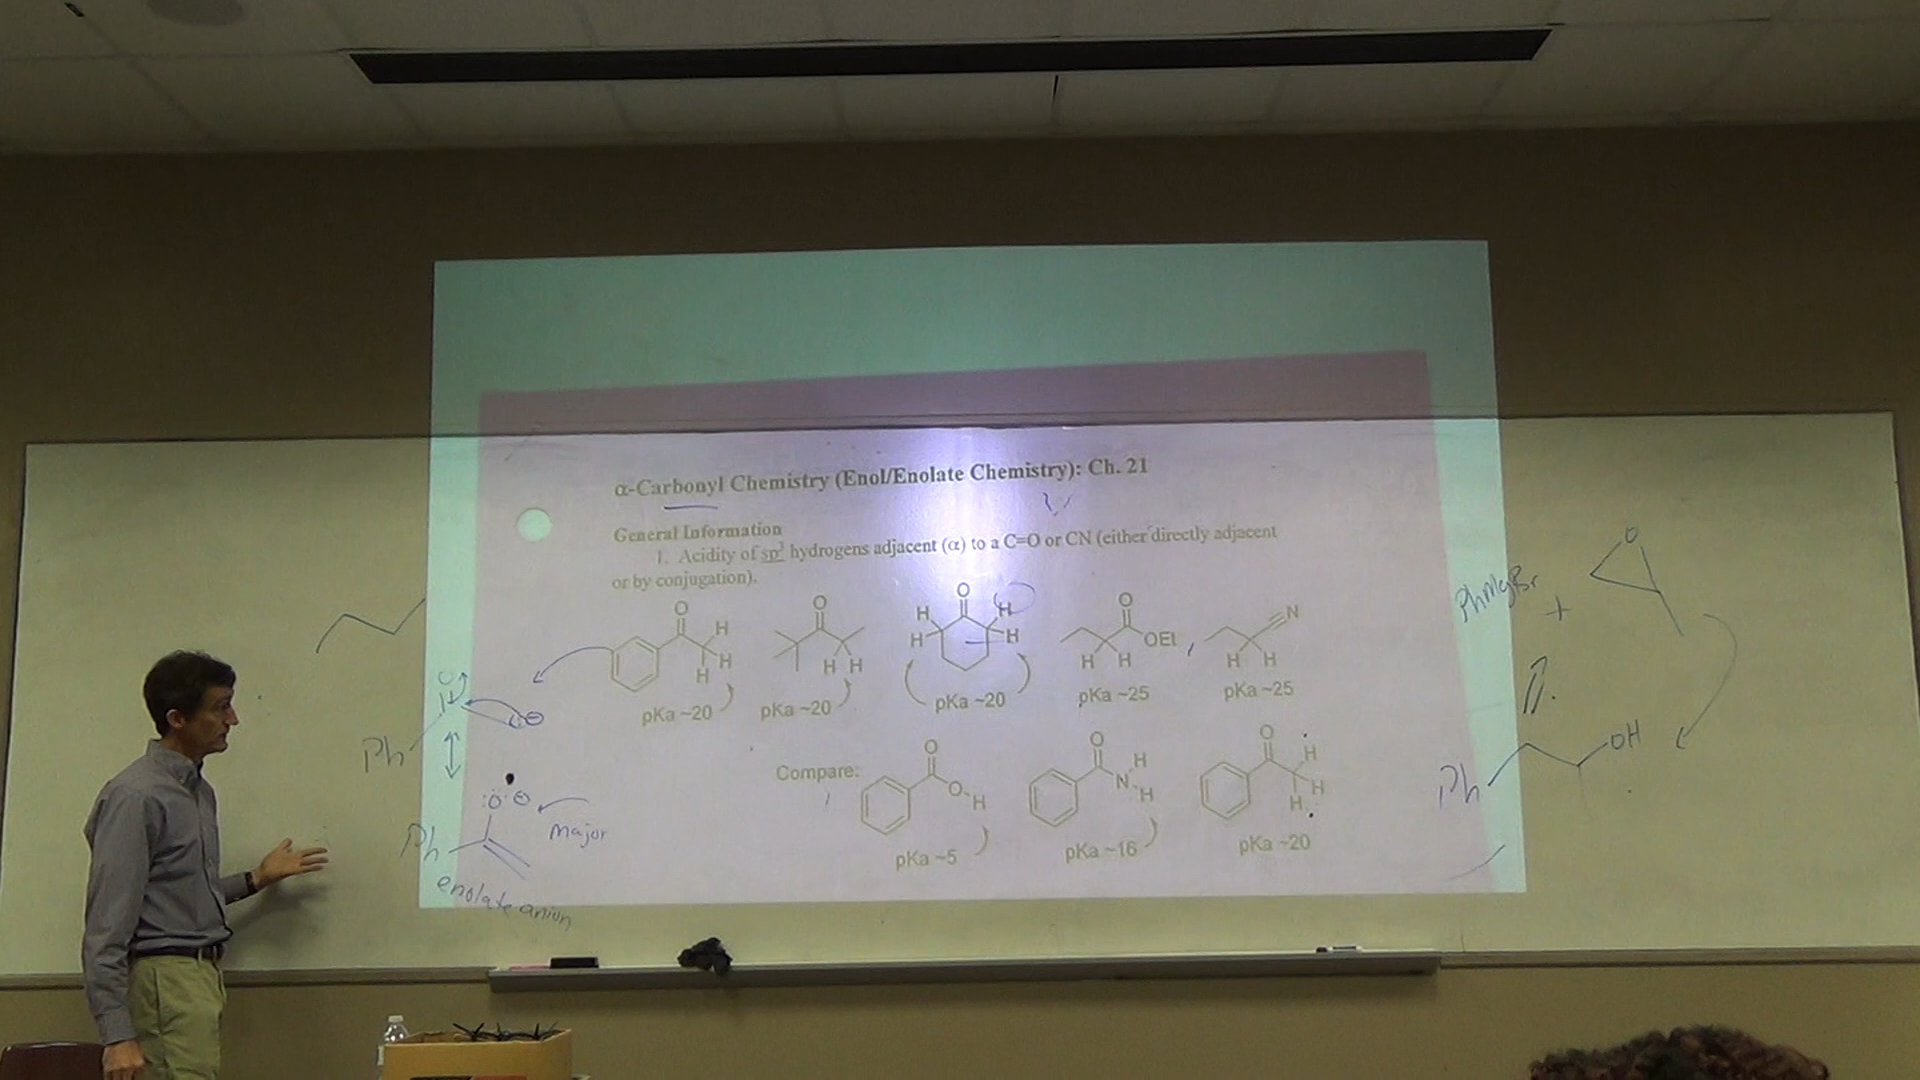 α-Carbonyl Chemistry (Enol/Enolate Chemistry): Ch. 21
General Information
1. Acidity of sp³ hydrogens adjacent (α) to a C=O or CN (either directly adjacent
or by conjugation).
O H H H
O H H
O H H H H
O OEt H H
N H H
pKa ~20
pKa ~20
pKa ~20
pKa ~25
pKa ~25
Compare:
O O-H
O N H H
O H H H
pKa ~5
pKa ~16
pKa ~20
O
⊖
Ph
:O: ⊖
Major
Ph
enolate anion
PhMgBr
+
O
Ph OH